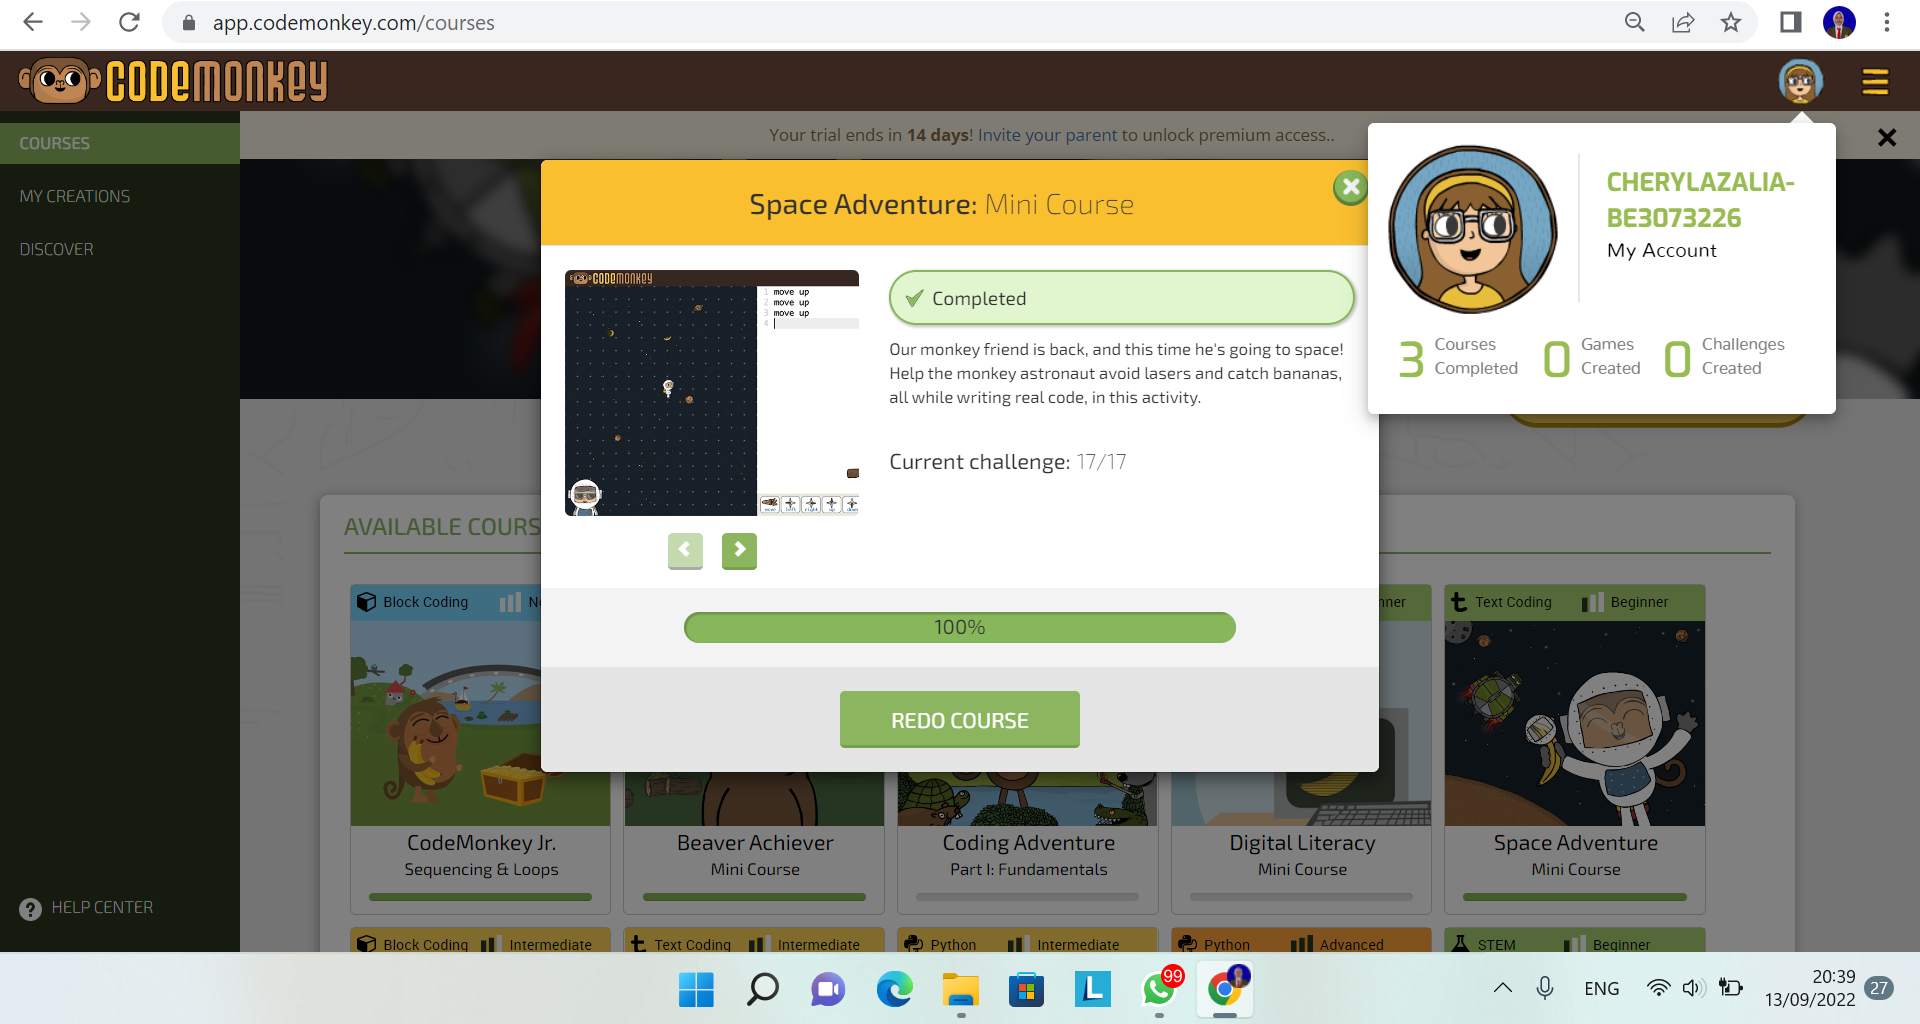 app.codemonkey.com/courses
CODEMONKEY
COURSES
MY CREATIONS
DISCOVER
HELP CENTER
Your trial ends in 14 days! Invite your parent to unlock premium access..
CHERYLAZALIA-
BE3073226
My Account
3 Courses Completed
0 Games Created
0 Challenges Created
Space Adventure: Mini Course
CODEMONKEY
1 move up
2 move up
3 move up
4
move left right up down
Completed
Our monkey friend is back, and this time he's going to space!
Help the monkey astronaut avoid lasers and catch bananas,
all while writing real code, in this activity.
Current challenge: 17/17
100%
REDO COURSE
AVAILABLE COURS
Block Coding
Text Coding Beginner
CodeMonkey Jr.
Sequencing & Loops
Beaver Achiever
Mini Course
Coding Adventure
Part I: Fundamentals
Digital Literacy
Mini Course
Space Adventure
Mini Course
Block Coding Intermediate
Text Coding Intermediate
Python Intermediate
Python Advanced
STEM Beginner
99
ENG
20:39
13/09/2022
27